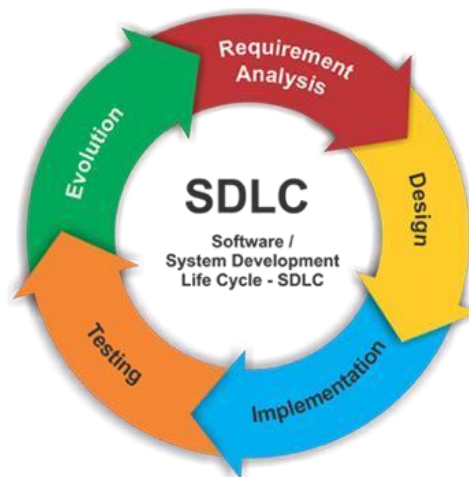 Requirement
Analysis
Design
Implementation
Testing
Evolution
SDLC
Software /
System Development
Life Cycle - SDLC